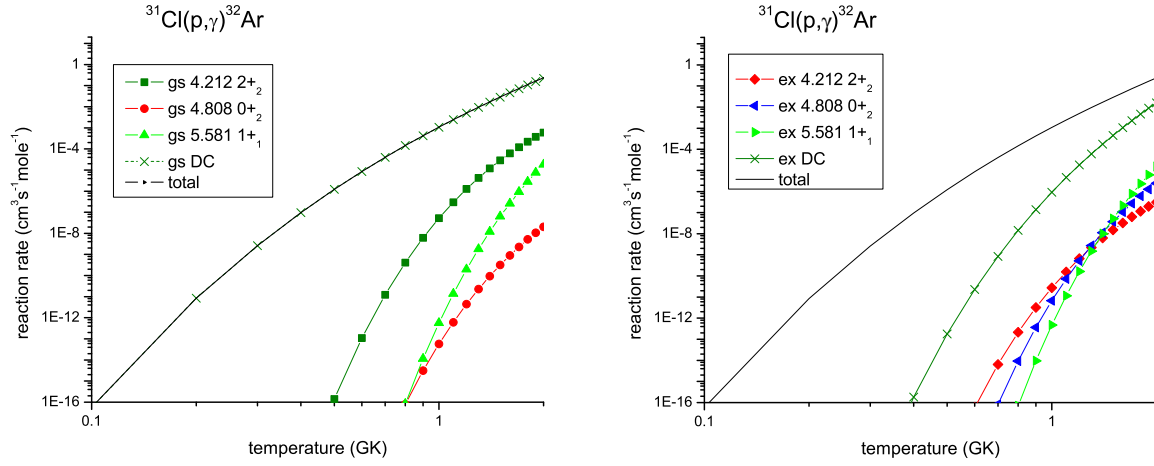 ³¹Cl(p,γ)³²Ar
1
1E-4
1E-8
1E-12
1E-16
reaction rate (cm³s⁻¹mole⁻¹)
gs 4.212 2+₂
gs 4.808 0+₂
gs 5.581 1+₁
gs DC
total
0.1
1
temperature (GK)
³¹Cl(p,γ)³²Ar
1
1E-4
1E-8
1E-12
1E-16
reaction rate (cm³s⁻¹mole⁻¹)
ex 4.212 2+₂
ex 4.808 0+₂
ex 5.581 1+₁
ex DC
total
0.1
1
temperature (GK)